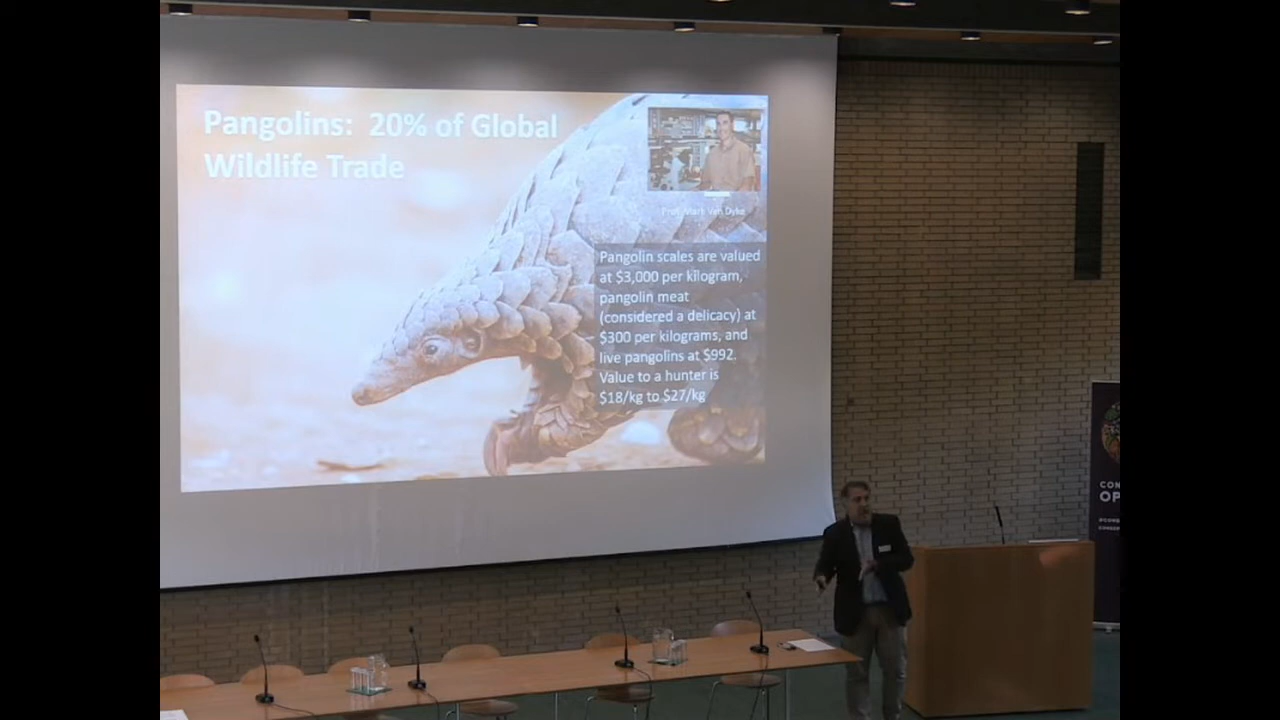 Pangolins: 20% of Global
Wildlife Trade
Prof. Mark Van Dyke
Pangolin scales are valued
at $3,000 per kilogram,
pangolin meat
(considered a delicacy) at
$300 per kilograms, and
live pangolins at $992.
Value to a hunter is
$18/kg to $27/kg
CON
OP